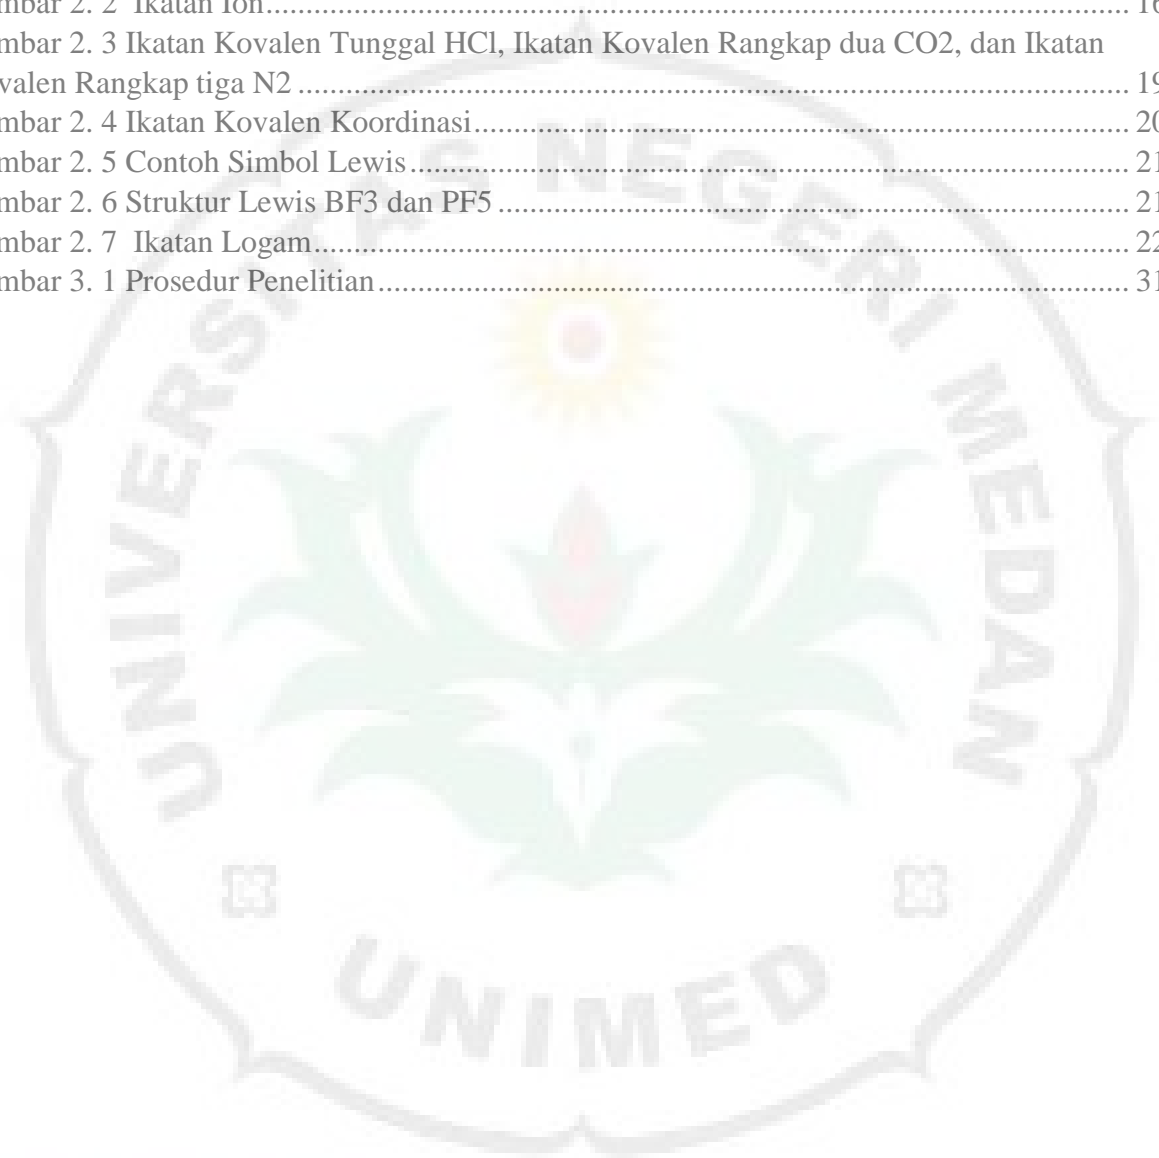 mbar 2. 2  Ikatan Ion.......................................................................................................... 16
mbar 2. 3 Ikatan Kovalen Tunggal HCl, Ikatan Kovalen Rangkap dua CO2, dan Ikatan
valen Rangkap tiga N2 ...................................................................................................... 19
mbar 2. 4 Ikatan Kovalen Koordinasi................................................................................ 20
mbar 2. 5 Contoh Simbol Lewis........................................................................................ 21
mbar 2. 6 Struktur Lewis BF3 dan PF5 ............................................................................. 21
mbar 2. 7  Ikatan Logam.................................................................................................... 22
mbar 3. 1 Prosedur Penelitian............................................................................................ 31
UNIVERSITAS NEGERI MEDAN
UNIMED